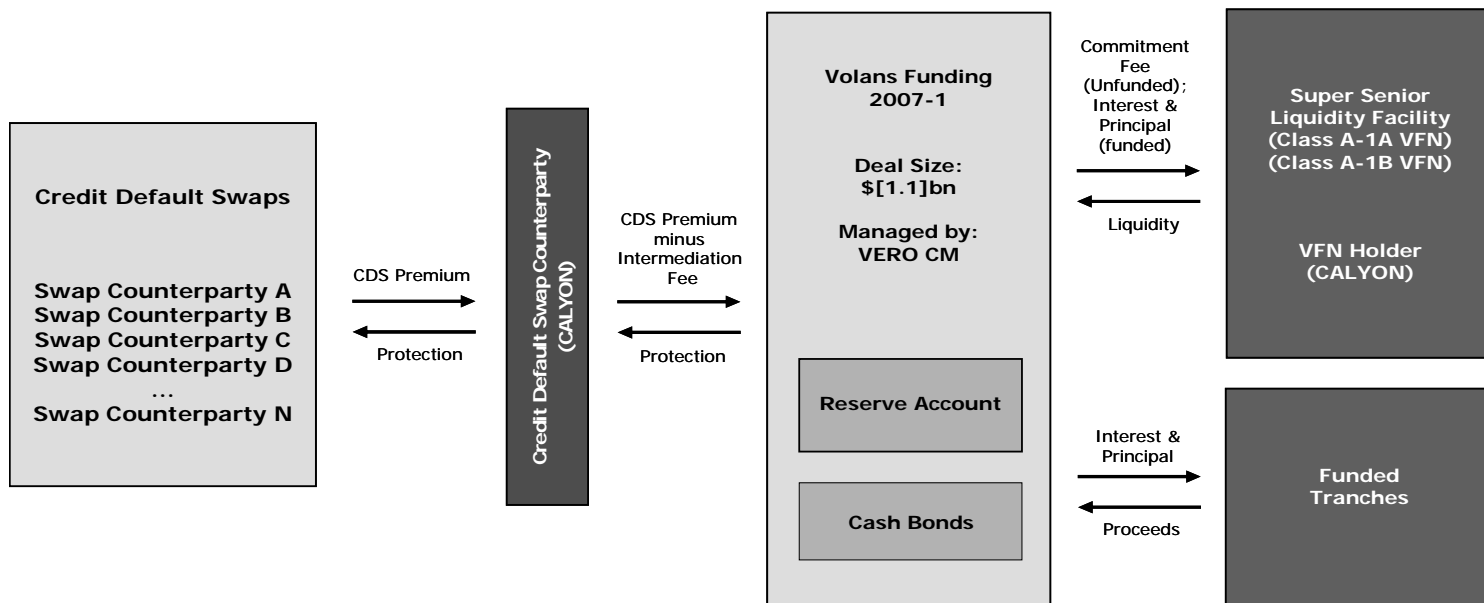 Credit Default Swaps
Swap Counterparty A
Swap Counterparty B
Swap Counterparty C
Swap Counterparty D
...
Swap Counterparty N
CDS Premium
Protection
Credit Default Swap Counterparty
(CALYON)
CDS Premium
minus
Intermediation
Fee
Protection
Volans Funding
2007-1
Deal Size:
$[1.1]bn
Managed by:
VERO CM
Reserve Account
Cash Bonds
Commitment
Fee
(Unfunded);
Interest &
Principal
(funded)
Liquidity
Super Senior
Liquidity Facility
(Class A-1A VFN)
(Class A-1B VFN)
VFN Holder
(CALYON)
Interest &
Principal
Proceeds
Funded
Tranches